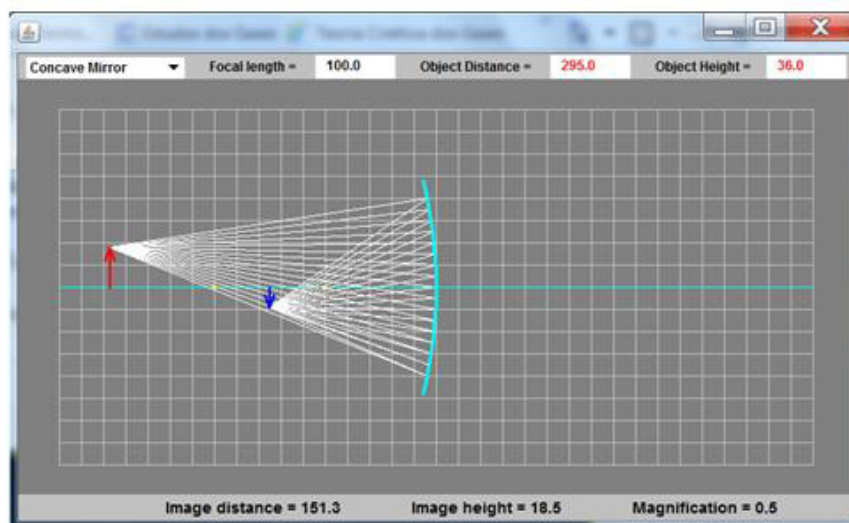 Concave Mirror Focal length = 100.0 Object Distance = 295.0 Object Height = 36.0
Image distance = 151.3 Image height = 18.5 Magnification = 0.5